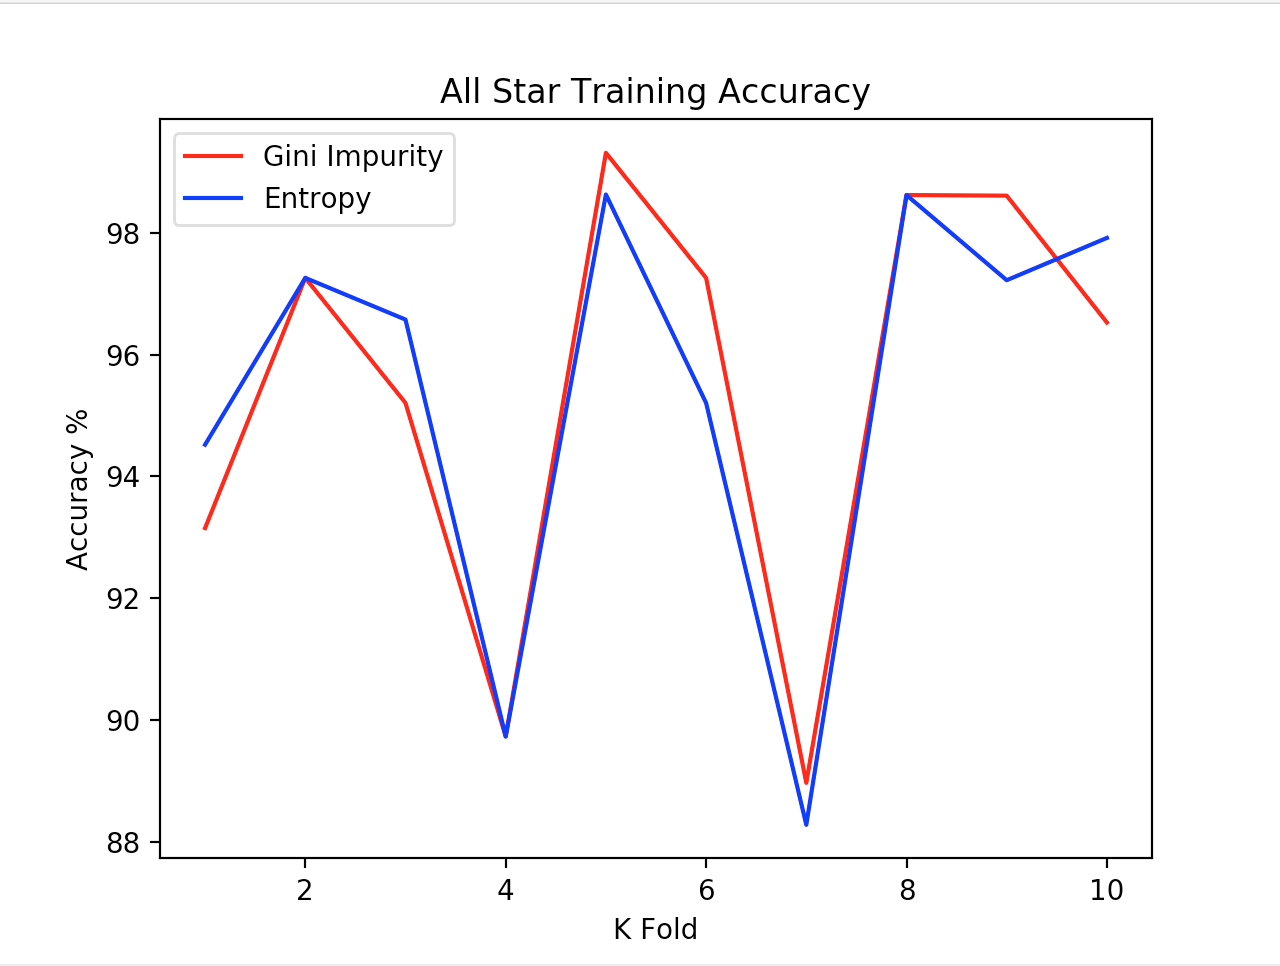 All Star Training Accuracy
Gini Impurity
Entropy
98
96
94
92
90
88
Accuracy %
2 4 6 8 10
K Fold